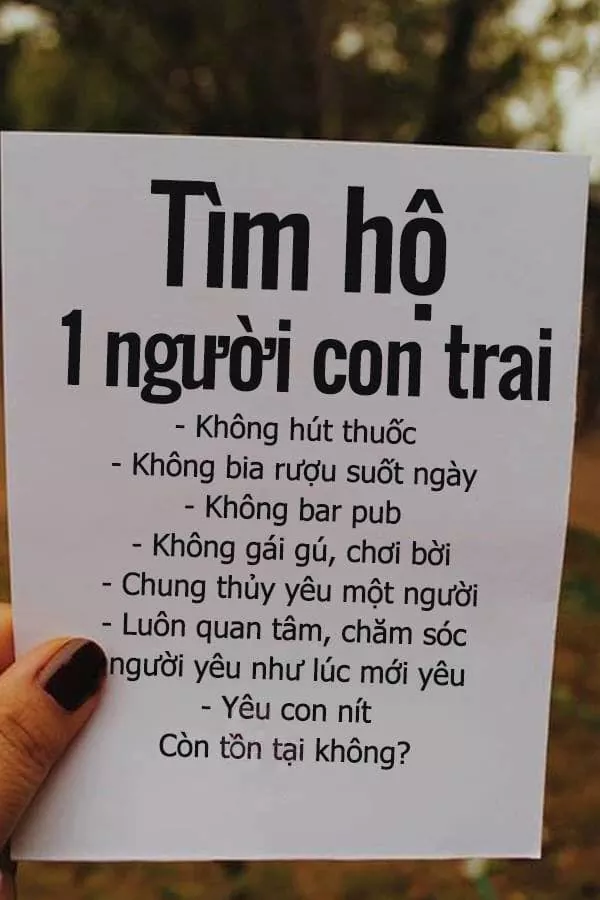 Tìm hộ
1 người con trai
- Không hút thuốc
- Không bia rượu suốt ngày
- Không bar pub
- Không gái gú, chơi bời
- Chung thủy yêu một người
- Luôn quan tâm, chăm sóc
người yêu như lúc mới yêu
- Yêu con nít
Còn tồn tại không?